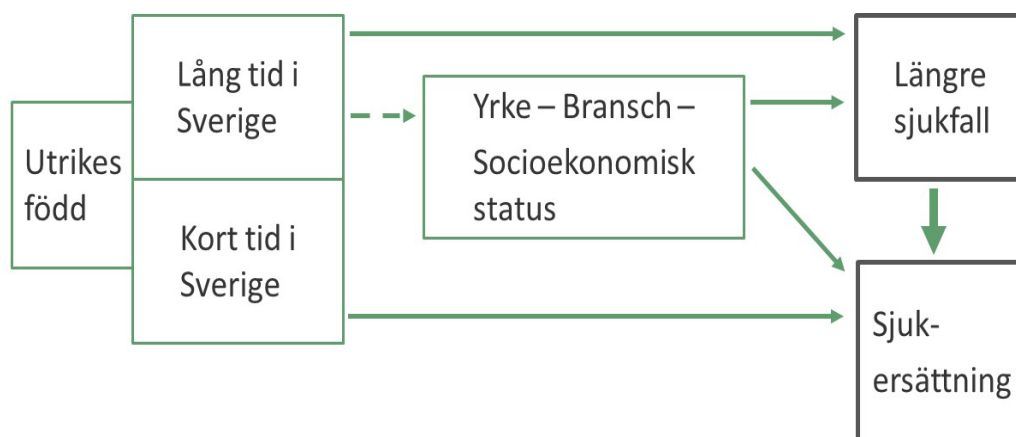 Utrikes
född
Lång tid i
Sverige
Kort tid i
Sverige
Yrke – Bransch –
Socioekonomisk
status
Längre
sjukfall
Sjuk-
ersättning